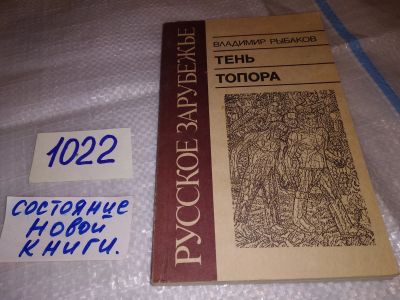 1022
состояние
новой
книги.
РУССКОЕ ЗАРУБЕЖЬЕ
ВЛАДИМИР РЫБАКОВ
ТЕНЬ
ТОПОРА